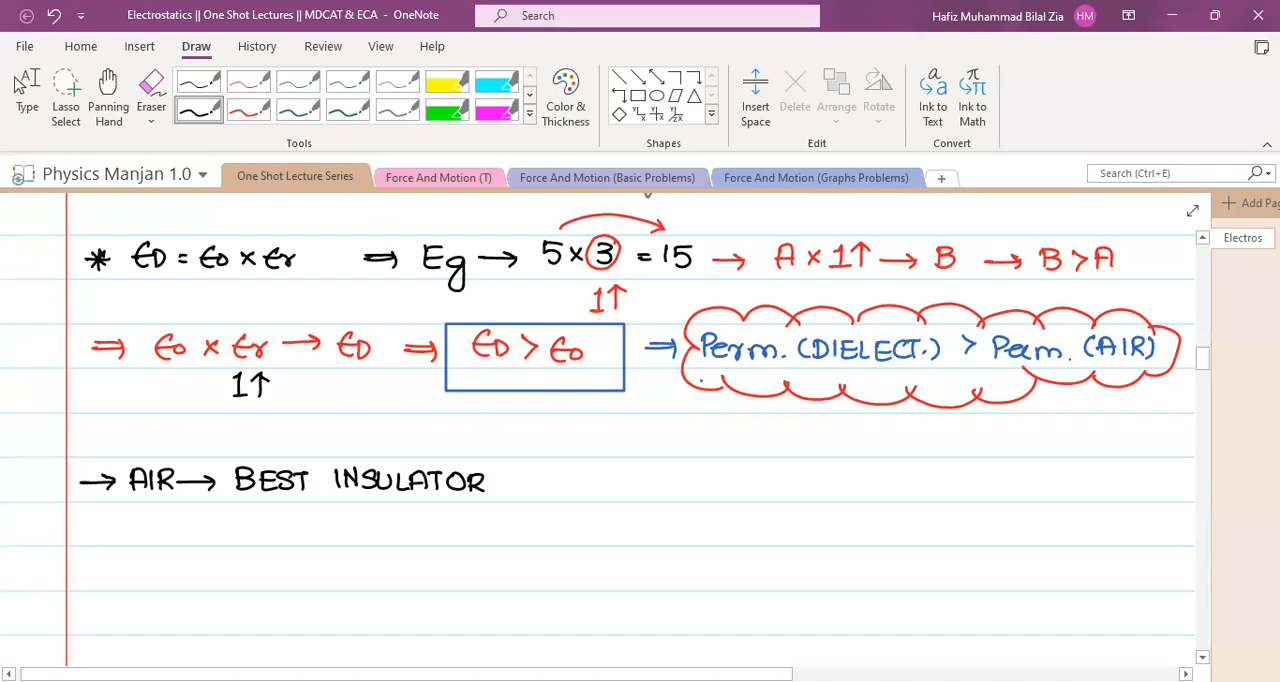 Electrostatics || One Shot Lectures || MDCAT & ECA - OneNote
Search
Hafiz Muhammad Bilal Zia HM
File Home Insert Draw History Review View Help
Type Lasso Select Panning Hand Eraser Color & Thickness Insert Space Delete Arrange Rotate Ink to Text Ink to Math
Tools Shapes Edit Convert
Physics Manjan 1.0 One Shot Lecture Series Force And Motion (T) Force And Motion (Basic Problems) Force And Motion (Graphs Problems) + Search (Ctrl+E)
Add Pag
Electros
* ϵD = ϵo × ϵr ⇒ Eg → 5 × 3 = 15 → A × 1↑ → B → B > A
1↑
⇒ ϵo × ϵr → ϵD ⇒ ϵD > ϵo ⇒ Perm. (DIELECT.) > Perm. (AIR)
1↑
→ AIR → BEST INSULATOR